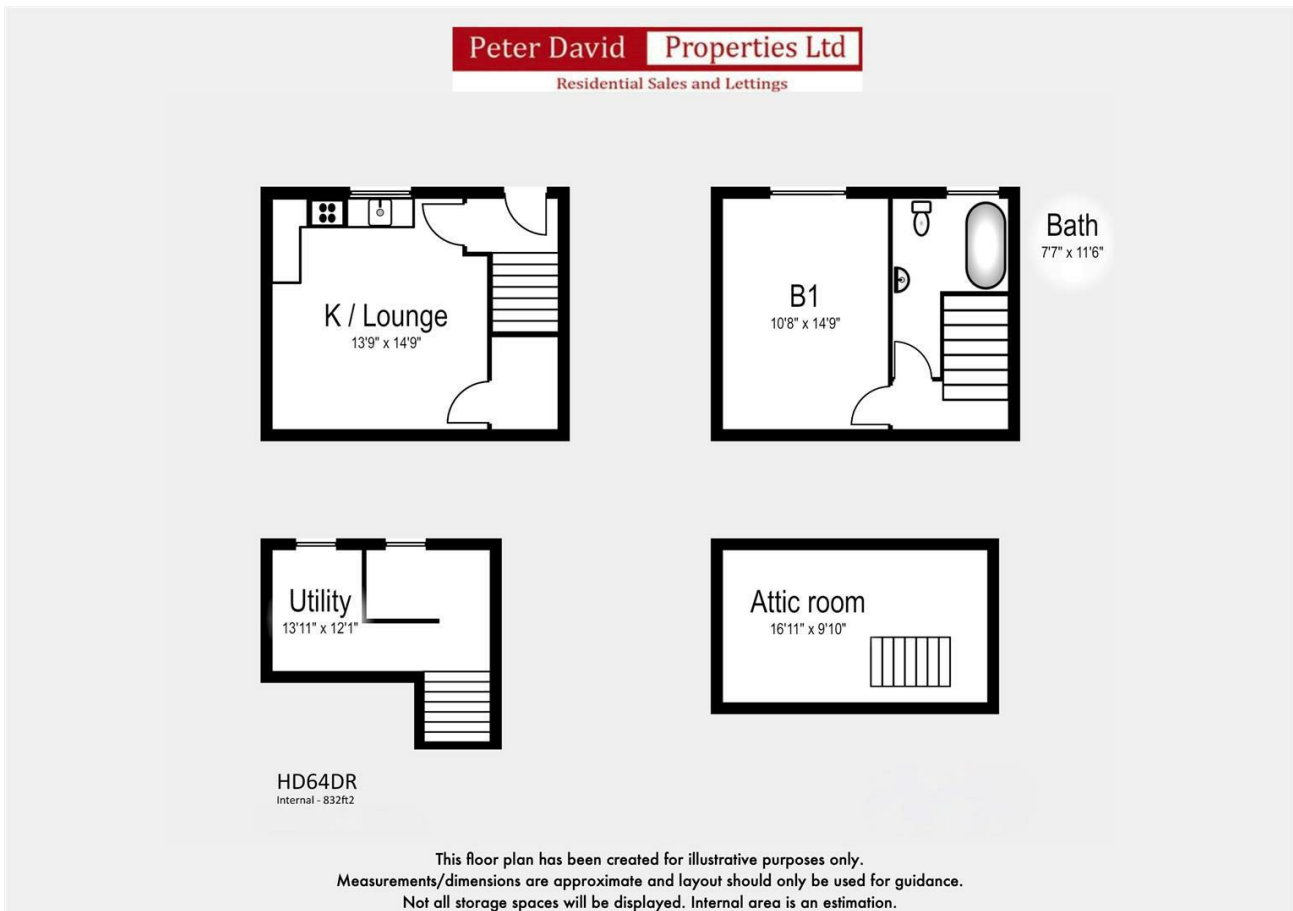 Peter David Properties Ltd
Residential Sales and Lettings
K / Lounge
13'9" x 14'9"
B1
10'8" x 14'9"
Bath
7'7" x 11'6"
Utility
13'11" x 12'1"
Attic room
16'11" x 9'10"
HD64DR
Internal - 832ft2
This floor plan has been created for illustrative purposes only.
Measurements/dimensions are approximate and layout should only be used for guidance.
Not all storage spaces will be displayed. Internal area is an estimation.